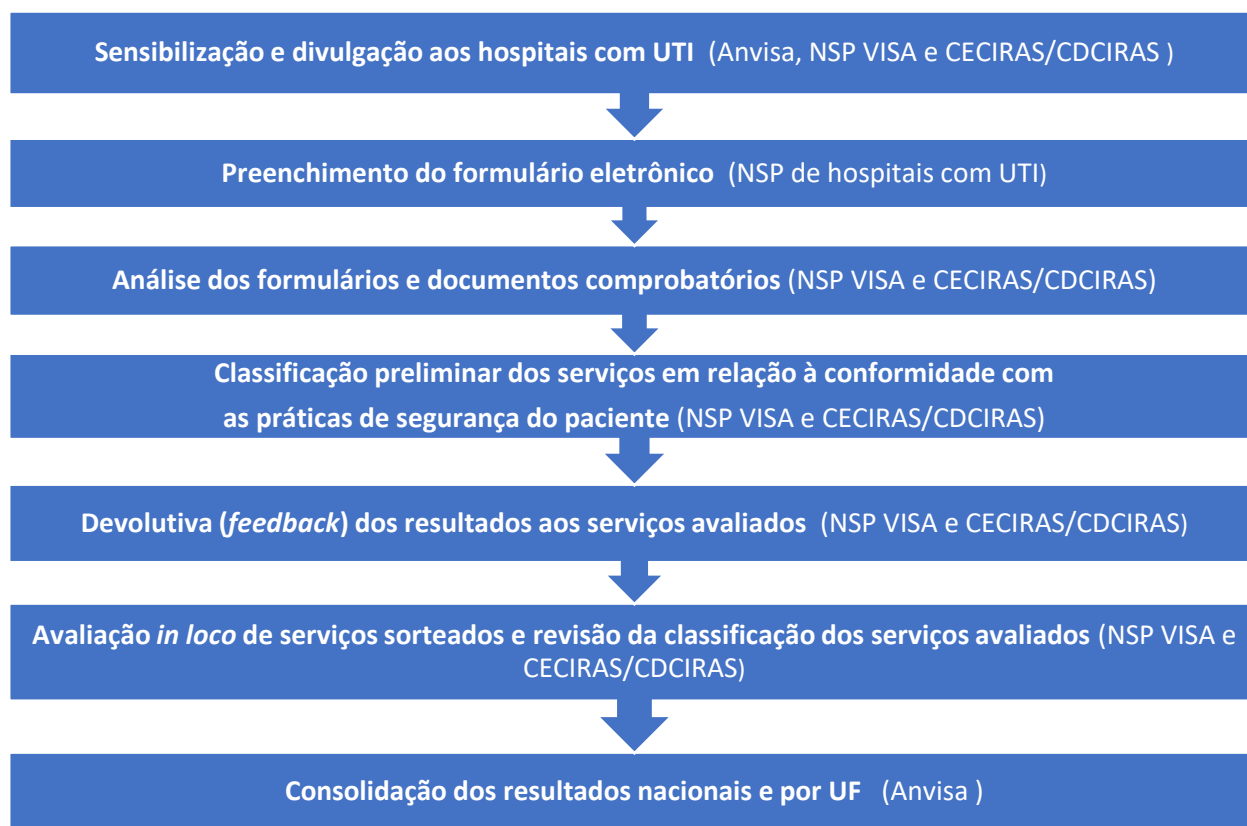 Sensibilização e divulgação aos hospitais com UTI (Anvisa, NSP VISA e CECIRAS/CDCIRAS )
Preenchimento do formulário eletrônico (NSP de hospitais com UTI)
Análise dos formulários e documentos comprobatórios (NSP VISA e CECIRAS/CDCIRAS)
Classificação preliminar dos serviços em relação à conformidade com
as práticas de segurança do paciente (NSP VISA e CECIRAS/CDCIRAS)
Devolutiva (feedback) dos resultados aos serviços avaliados (NSP VISA e CECIRAS/CDCIRAS)
Avaliação in loco de serviços sorteados e revisão da classificação dos serviços avaliados (NSP VISA e
CECIRAS/CDCIRAS)
Consolidação dos resultados nacionais e por UF (Anvisa )